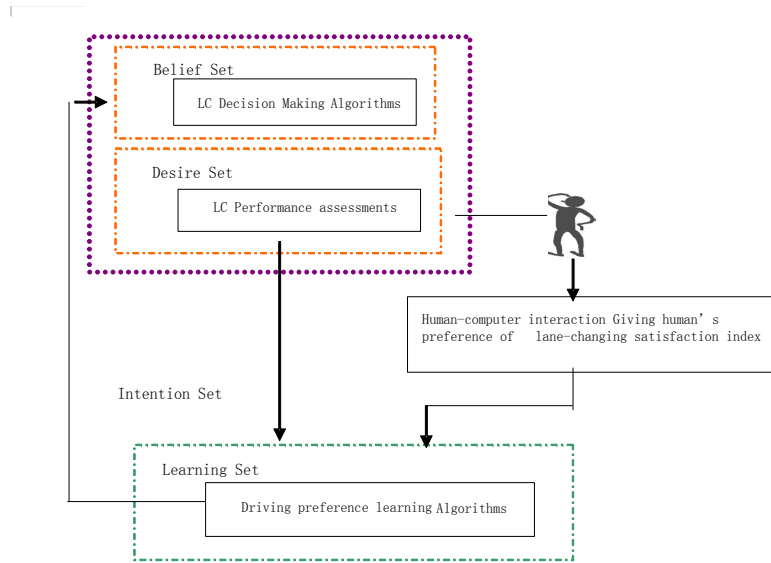 Belief Set
LC Decision Making Algorithms
Desire Set
LC Performance assessments
Human-computer interaction Giving human’s
preference of lane-changing satisfaction index
Intention Set
Learning Set
Driving preference learning Algorithms